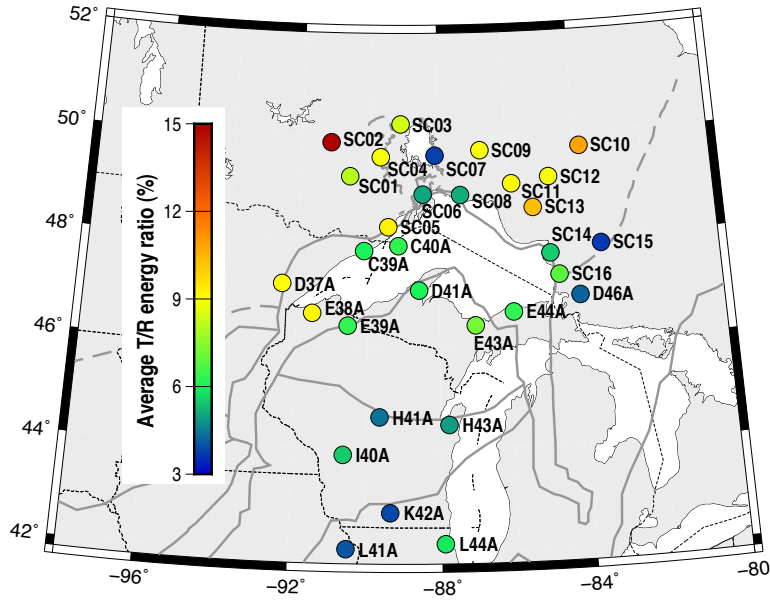 52°
50°
48°
46°
44°
42°
−96°
−92°
−88°
−84°
−80
Average T/R energy ratio (%)
15
12
9
6
3
SC03
SC02
SC09
SC10
SC04
SC07
SC01
SC12
SC11
SC08
SC06
SC13
SC05
SC14
SC15
C40A
C39A
SC16
D37A
D41A
D46A
E38A
E44A
E39A
E43A
H41A
H43A
I40A
K42A
L41A
L44A